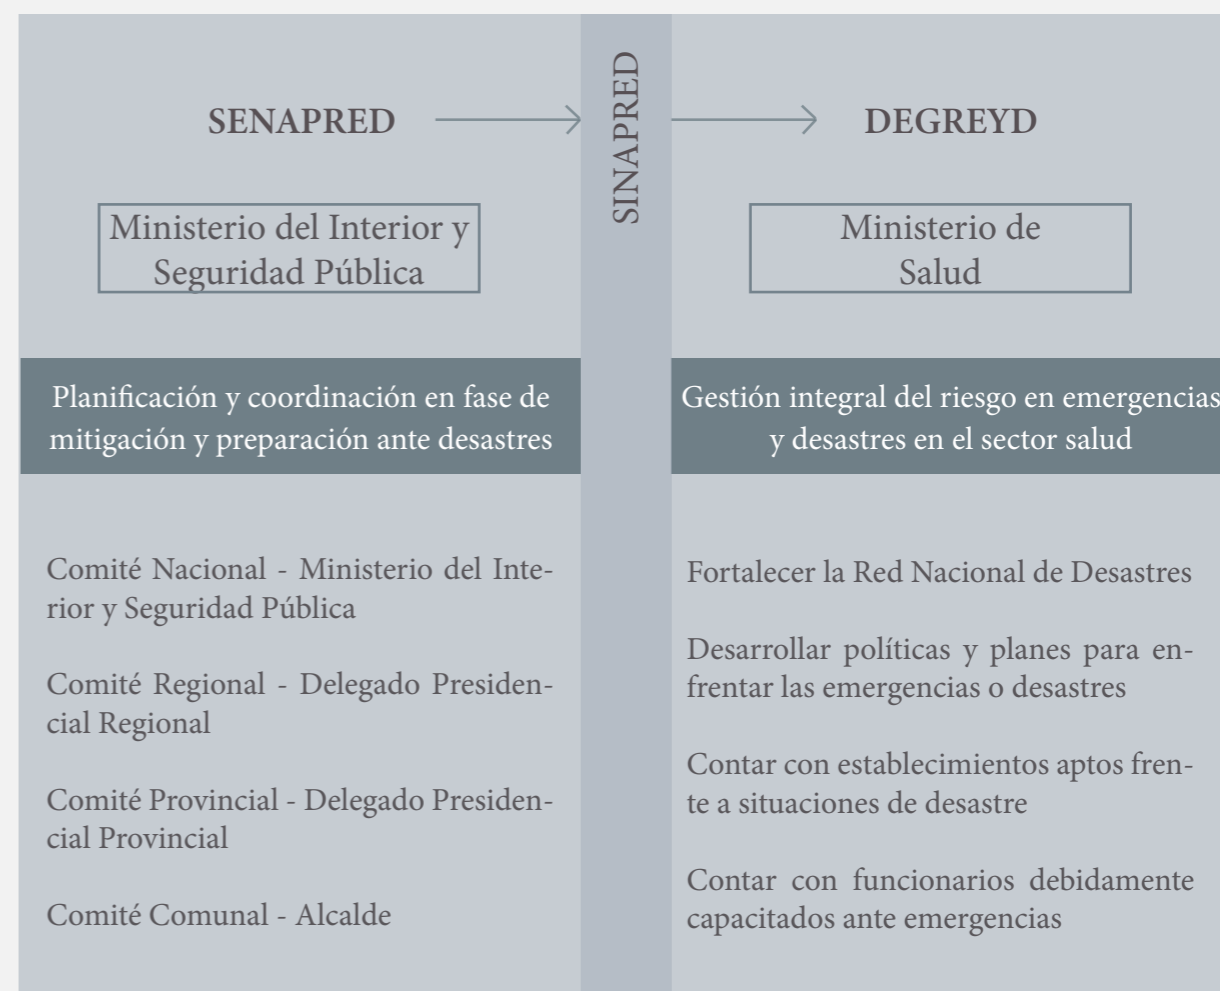 SENAPRED
Ministerio del Interior y
Seguridad Pública
Planificación y coordinación en fase de
mitigación y preparación ante desastres
Comité Nacional - Ministerio del Inte-
rior y Seguridad Pública
Comité Regional - Delegado Presiden-
cial Regional
Comité Provincial - Delegado Presiden-
cial Provincial
Comité Comunal - Alcalde
SINAPRED
DEGREYD
Ministerio de
Salud
Gestión integral del riesgo en emergencias
y desastres en el sector salud
Fortalecer la Red Nacional de Desastres
Desarrollar políticas y planes para en-
frentar las emergencias o desastres
Contar con establecimientos aptos fren-
te a situaciones de desastre
Contar con funcionarios debidamente
capacitados ante emergencias